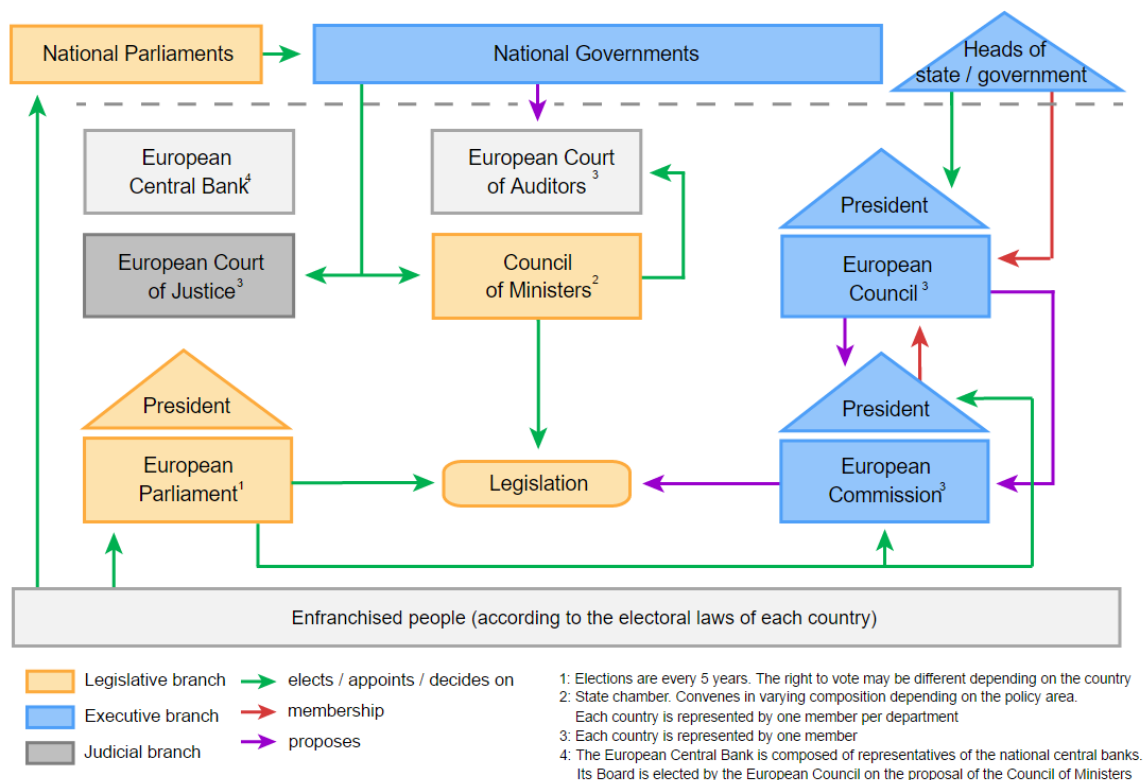 National Parliaments
National Governments
Heads of
state / government
European
Central Bank4
European Court
of Auditors 3
President
European Court
of Justice3
Council
of Ministers2
European
Council 3
President
President
European
Parliament1
Legislation
European
Commission3
Enfranchised people (according to the electoral laws of each country)
Legislative branch
Executive branch
Judicial branch
elects / appoints / decides on
membership
proposes
1: Elections are every 5 years. The right to vote may be different depending on the country
2: State chamber. Convenes in varying composition depending on the policy area.
Each country is represented by one member per department
3: Each country is represented by one member
4: The European Central Bank is composed of representatives of the national central banks.
Its Board is elected by the European Council on the proposal of the Council of Ministers